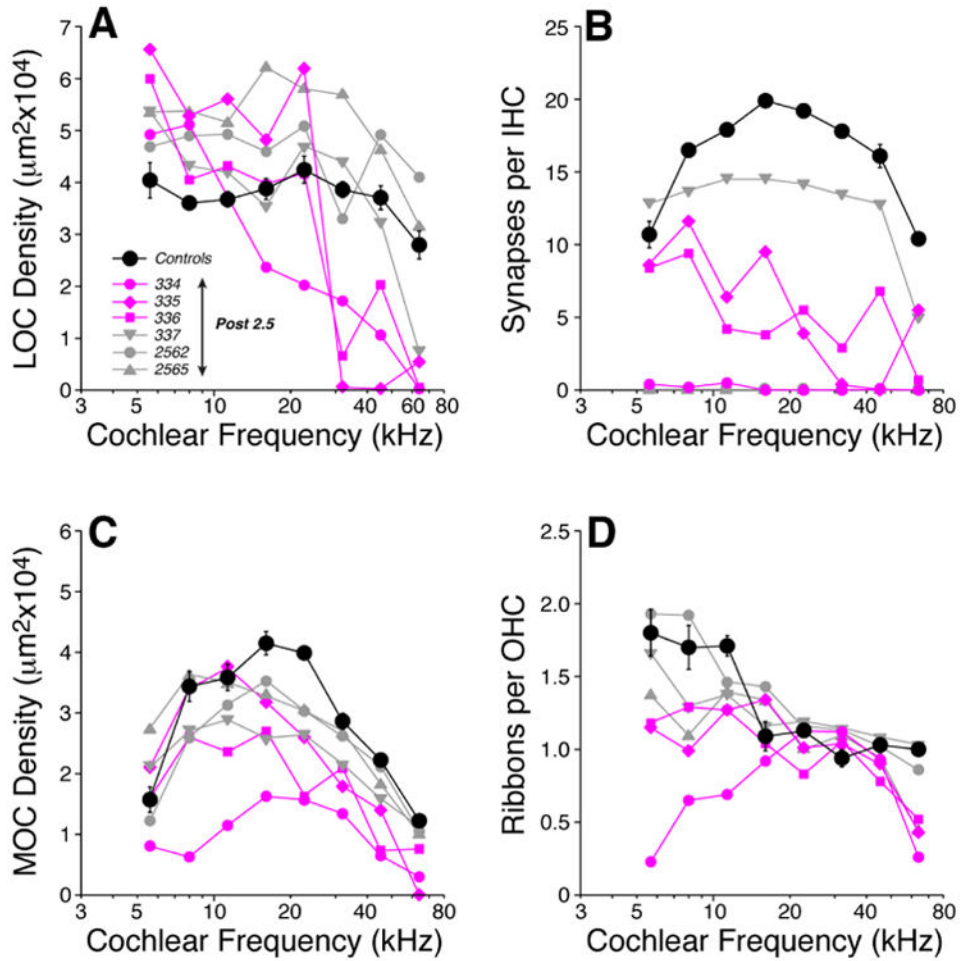 A
LOC Density (µm2x104)
7
6
5
4
3
2
1
0
Controls
334
335
336
337
2562
2565
Post 2.5
3 5 10 20 40 60 80
Cochlear Frequency (kHz)
B
Synapses per IHC
25
20
15
10
5
0
3 5 10 20 40 80
Cochlear Frequency (kHz)
C
MOC Density (µm2x104)
6
5
4
3
2
1
0
3 5 10 20 40 80
Cochlear Frequency (kHz)
D
Ribbons per OHC
2.5
2.0
1.5
1.0
0.5
0
3 5 10 20 40 80
Cochlear Frequency (kHz)